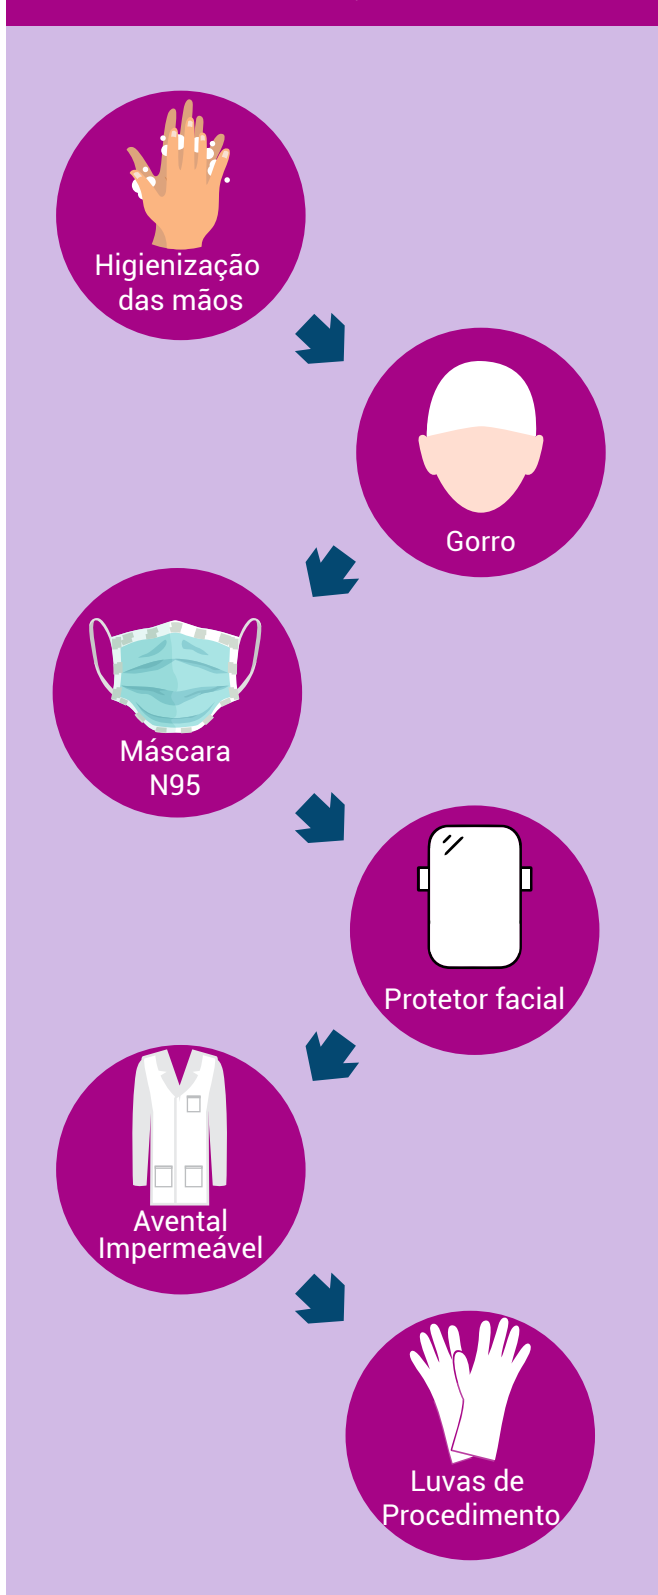 Higienização
das mãos
Gorro
Máscara
N95
Protetor facial
Avental
Impermeável
Luvas de
Procedimento